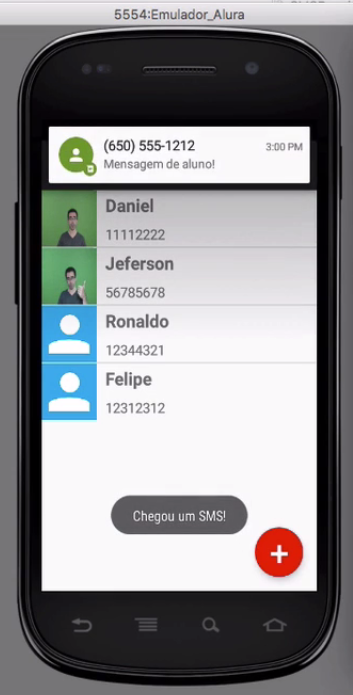 5554:Emulador_Alura
(650) 555-1212 3:00 PM
Mensagem de aluno!
Daniel
11112222
Jeferson
56785678
Ronaldo
12344321
Felipe
12312312
Chegou um SMS!
+